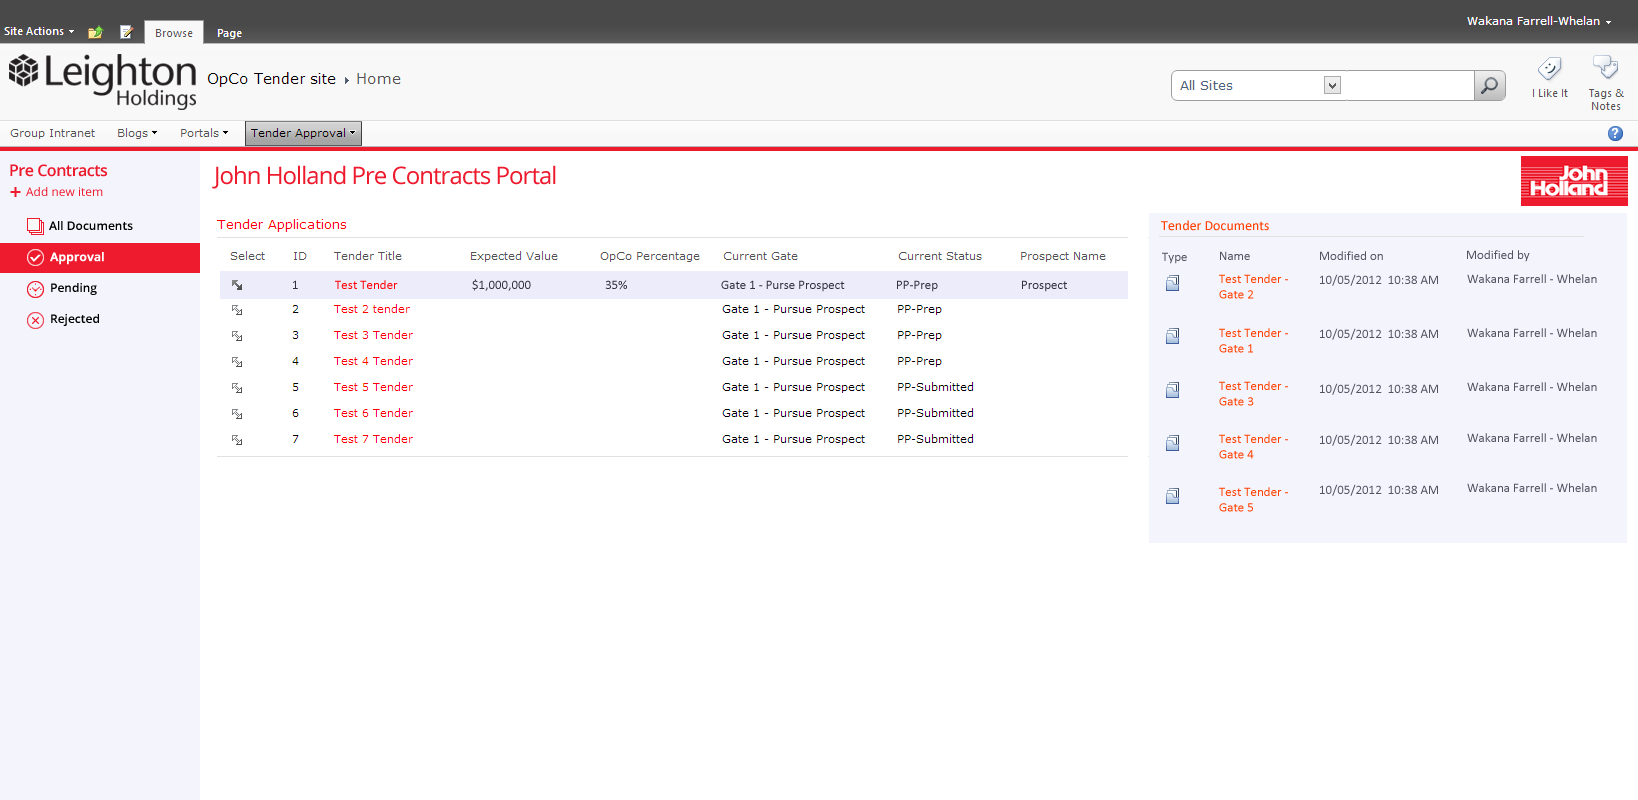 Wakana Farrell-Whelan
Site Actions Browse Page
Leighton
Holdings
OpCo Tender site Home
All Sites
I Like It
Tags &
Notes
Group Intranet Blogs Portals Tender Approval
Pre Contracts
Add new item
All Documents
Approval
Pending
Rejected
John Holland Pre Contracts Portal
John
Holland
Tender Applications
Select ID Tender Title Expected Value OpCo Percentage Current Gate Current Status Prospect Name
1 Test Tender $1,000,000 35% Gate 1 - Purse Prospect PP-Prep Prospect
2 Test 2 tender Gate 1 - Pursue Prospect PP-Prep
3 Test 3 Tender Gate 1 - Pursue Prospect PP-Prep
4 Test 4 Tender Gate 1 - Pursue Prospect PP-Prep
5 Test 5 Tender Gate 1 - Pursue Prospect PP-Submitted
6 Test 6 Tender Gate 1 - Pursue Prospect PP-Submitted
7 Test 7 Tender Gate 1 - Pursue Prospect PP-Submitted
Tender Documents
Type Name Modified on Modified by
Test Tender - 10/05/2012 10:38 AM Wakana Farrell - Whelan
Gate 2
Test Tender - 10/05/2012 10:38 AM Wakana Farrell - Whelan
Gate 1
Test Tender - 10/05/2012 10:38 AM Wakana Farrell - Whelan
Gate 3
Test Tender - 10/05/2012 10:38 AM Wakana Farrell - Whelan
Gate 4
Test Tender - 10/05/2012 10:38 AM Wakana Farrell - Whelan
Gate 5